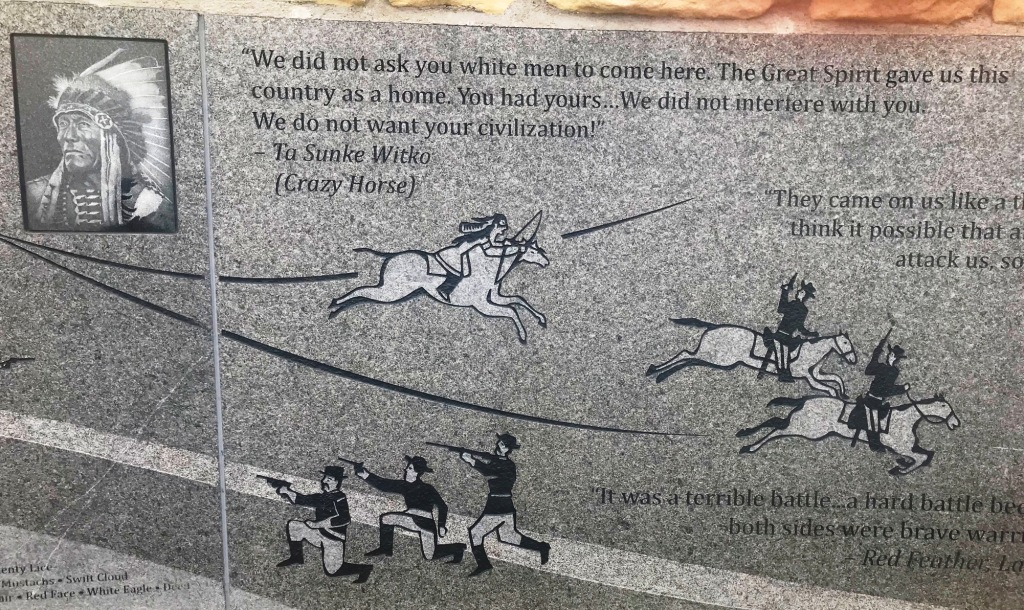 "We did not ask you white men to come here. The Great Spirit gave us this
country as a home. You had yours...We did not interfere with you.
We do not want your civilization!"
– Ta Sunke Witko
(Crazy Horse)
"They came on us like a
think it possible that
attack us, so
"It was a terrible battle...a hard battle
both sides were brave
– Red Feather,
Mustachs • Swift Cloud
• Red Face • White Eagle •